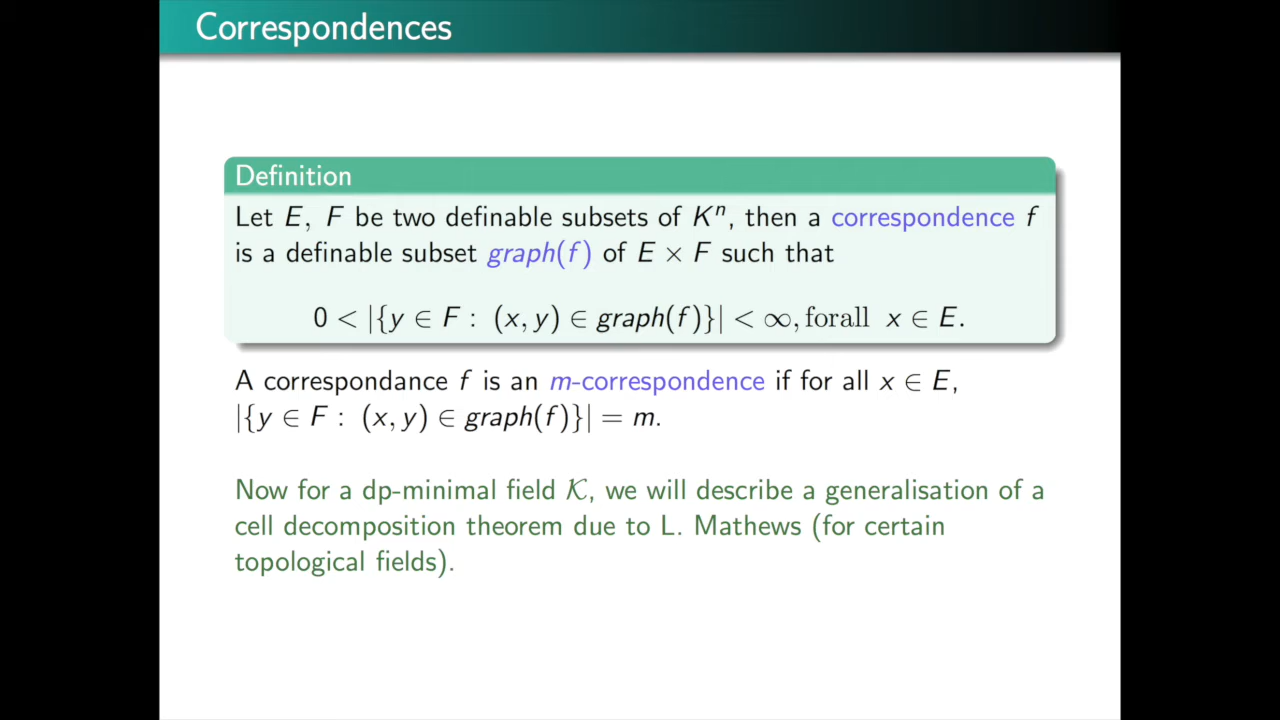 Correspondences
Definition
Let E, F be two definable subsets of Kⁿ, then a correspondence f
is a definable subset graph(f) of E × F such that
0 < |{y ∈ F : (x, y) ∈ graph(f)}| < ∞, forall x ∈ E.
A correspondance f is an m-correspondence if for all x ∈ E,
|{y ∈ F : (x, y) ∈ graph(f)}| = m.
Now for a dp-minimal field 𝒦, we will describe a generalisation of a
cell decomposition theorem due to L. Mathews (for certain
topological fields).